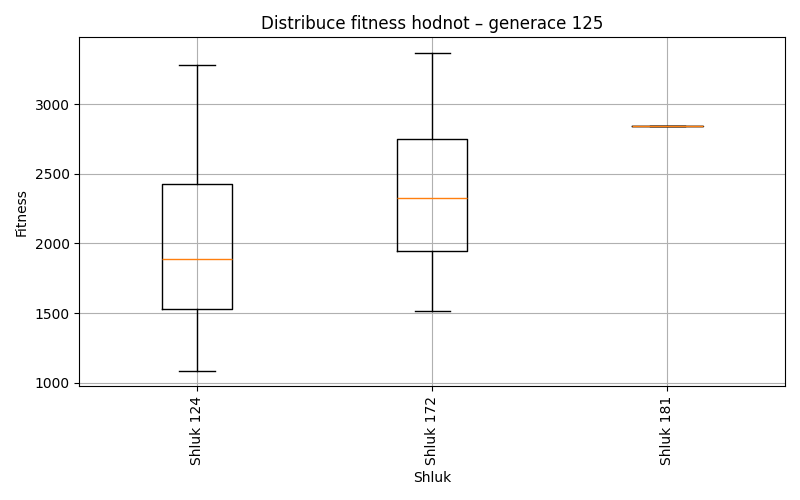 Distribuce fitness hodnot – generace 125
Fitness
3000
2500
2000
1500
1000
Shluk 124
Shluk 172
Shluk 181
Shluk